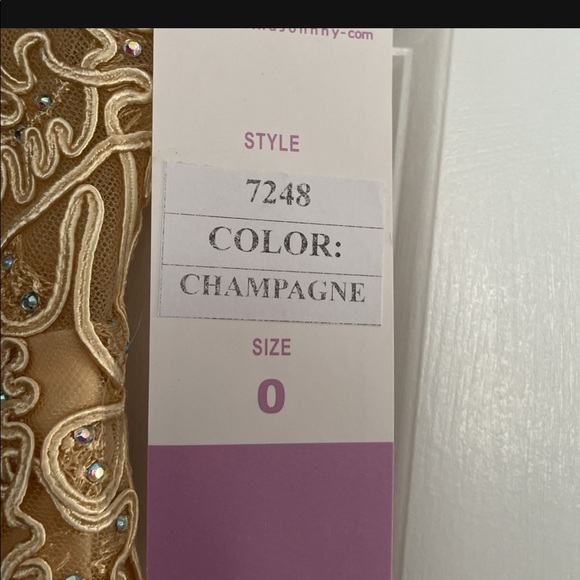 STYLE
7248
COLOR:
CHAMPAGNE
SIZE
0